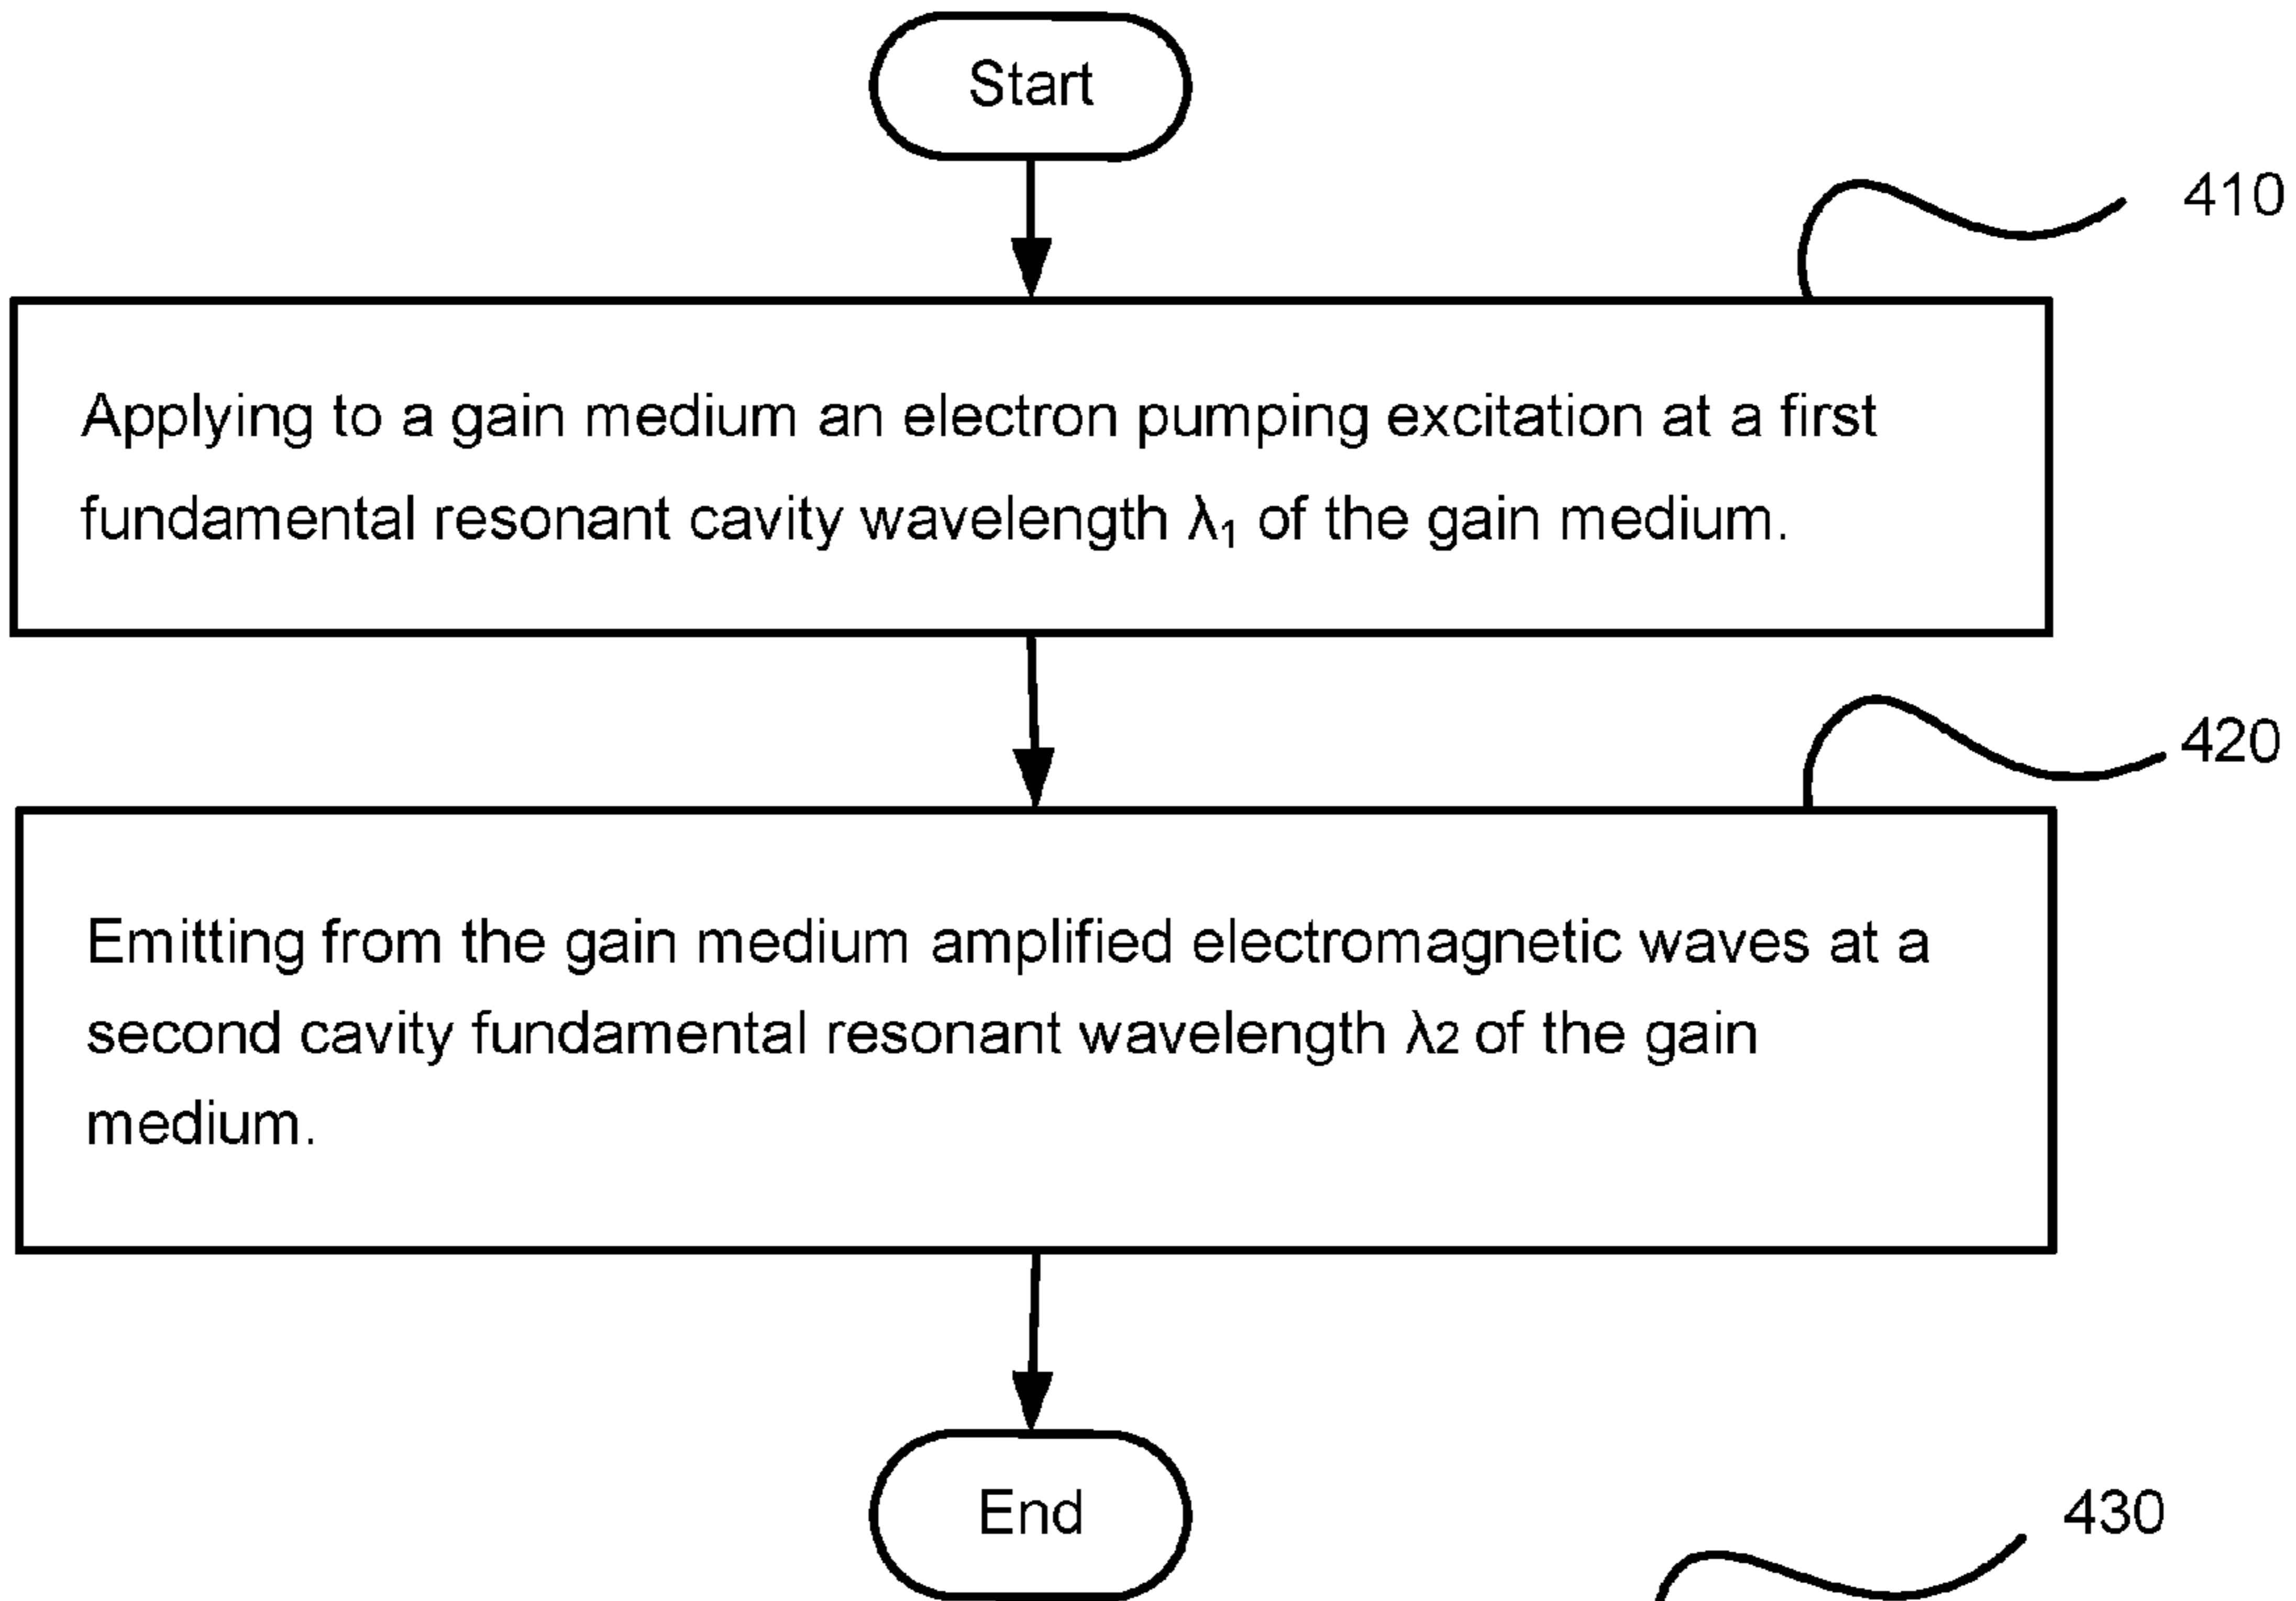 Start
410
Applying to a gain medium an electron pumping excitation at a first
fundamental resonant cavity wavelength λ₁ of the gain medium.
420
Emitting from the gain medium amplified electromagnetic waves at a
second cavity fundamental resonant wavelength λ2 of the gain
medium.
End
430